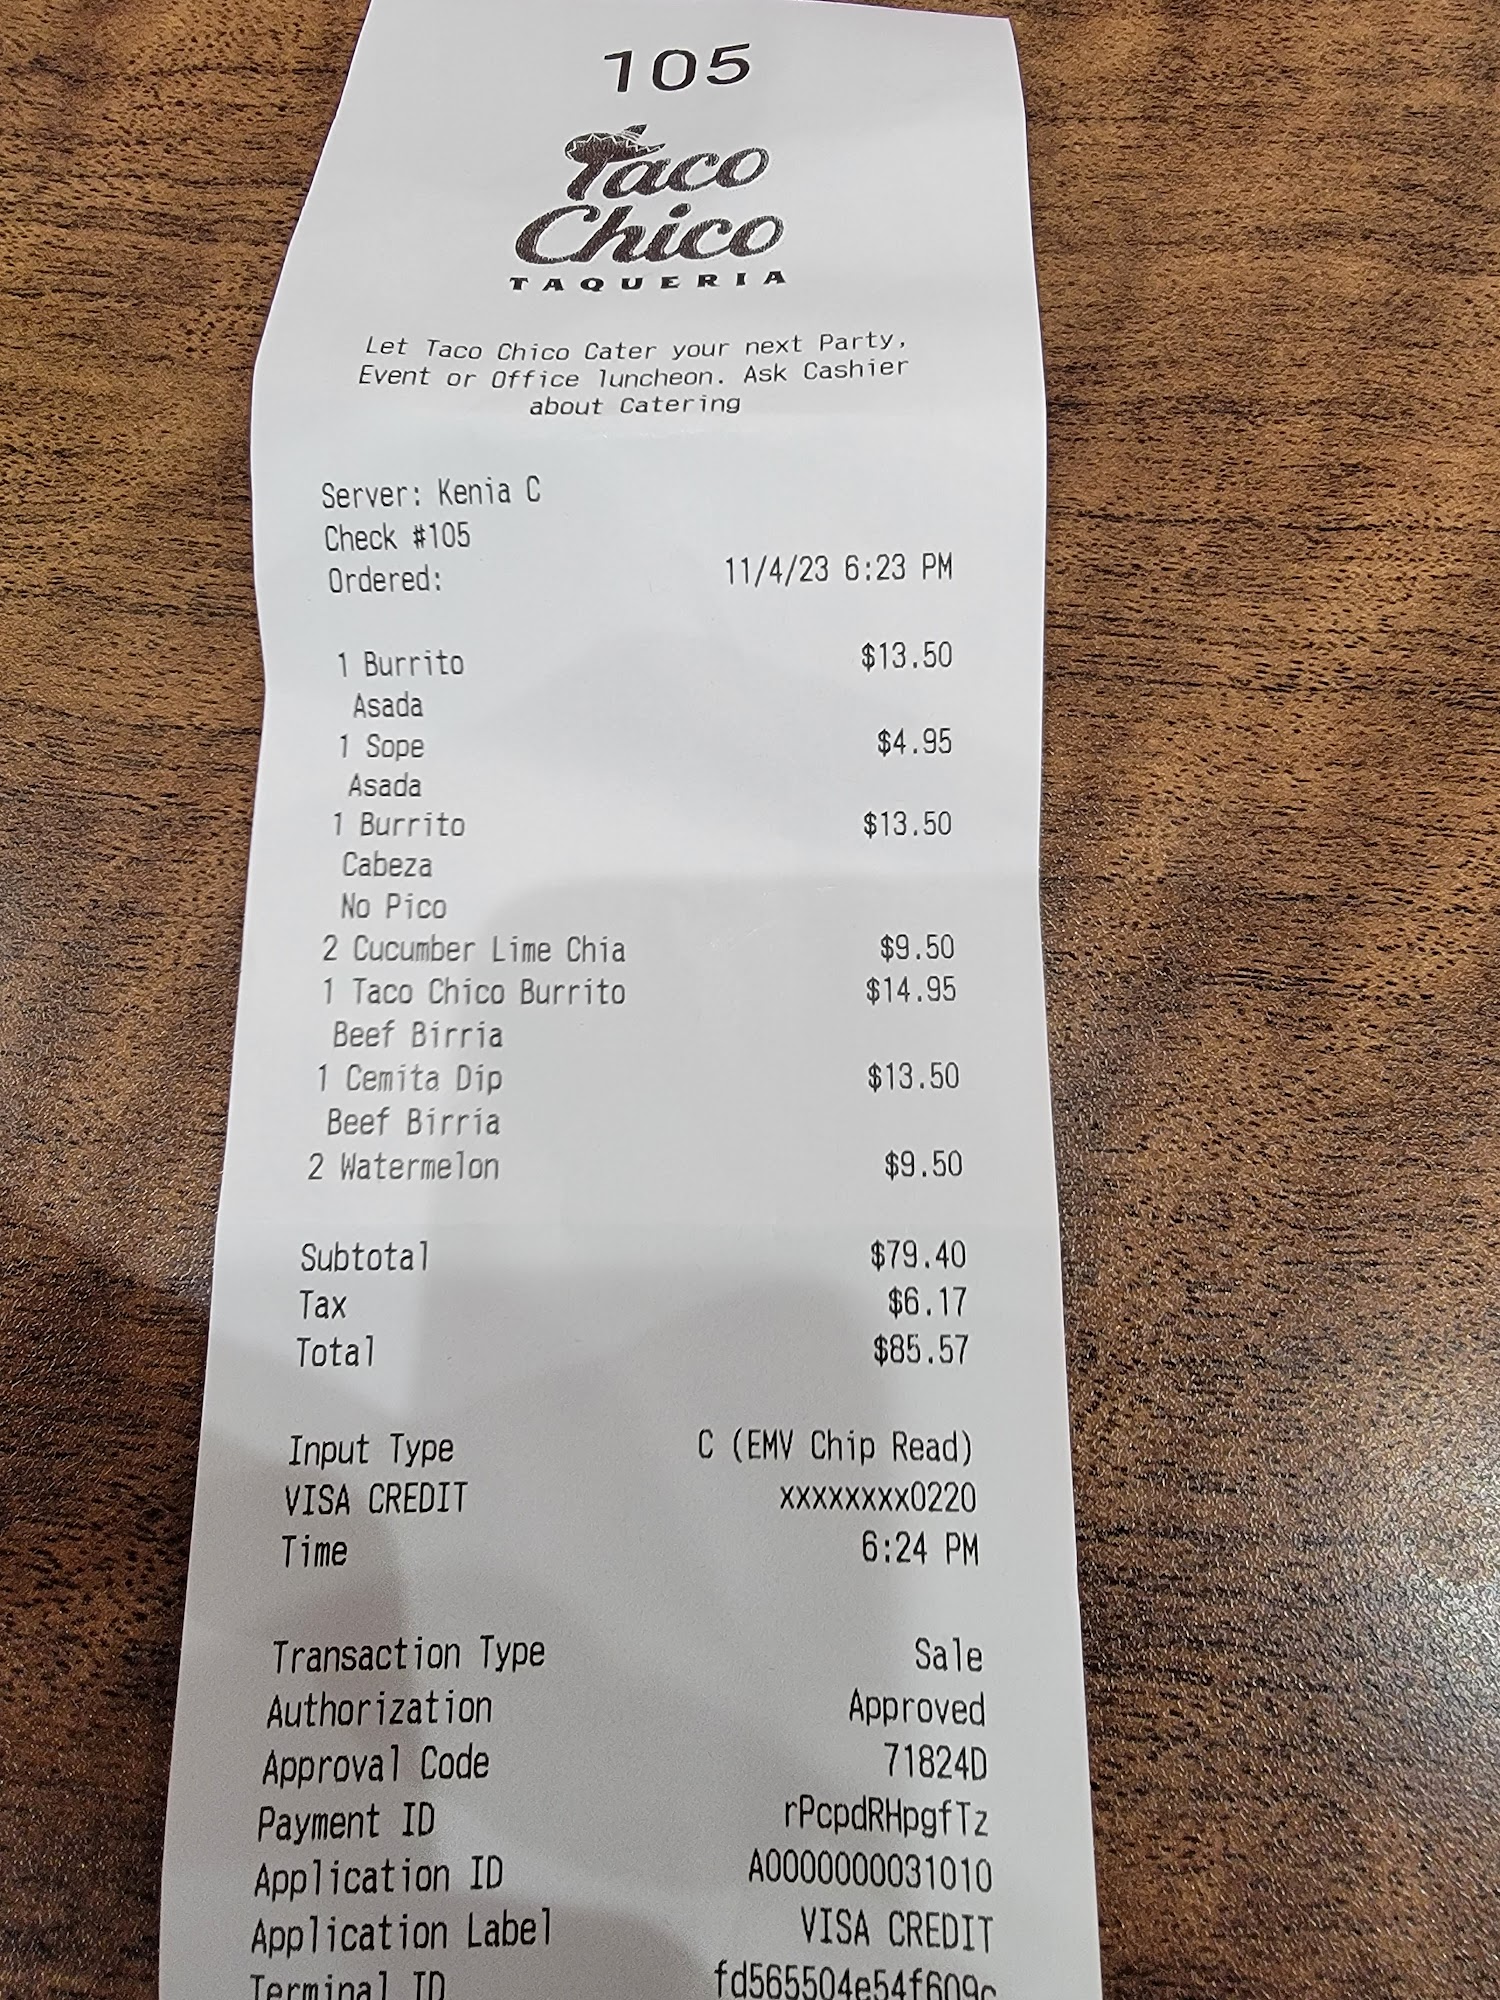 105
Taco
Chico
TAQUERIA
Let Taco Chico Cater your next Party,
Event or Office luncheon. Ask Cashier
about Catering
Server: Kenia C
Check #105
Ordered: 11/4/23 6:23 PM
1 Burrito $13.50
Asada
1 Sope $4.95
Asada
1 Burrito $13.50
Cabeza
No Pico
2 Cucumber Lime Chia $9.50
1 Taco Chico Burrito $14.95
Beef Birria
1 Cemita Dip $13.50
Beef Birria
2 Watermelon $9.50
Subtotal $79.40
Tax $6.17
Total $85.57
Input Type C (EMV Chip Read)
VISA CREDIT xxxxxxxx0220
Time 6:24 PM
Transaction Type Sale
Authorization Approved
Approval Code 71824D
Payment ID rPcpdRHpgfTz
Application ID A0000000031010
Application Label VISA CREDIT
Terminal ID fd565504e54f609c